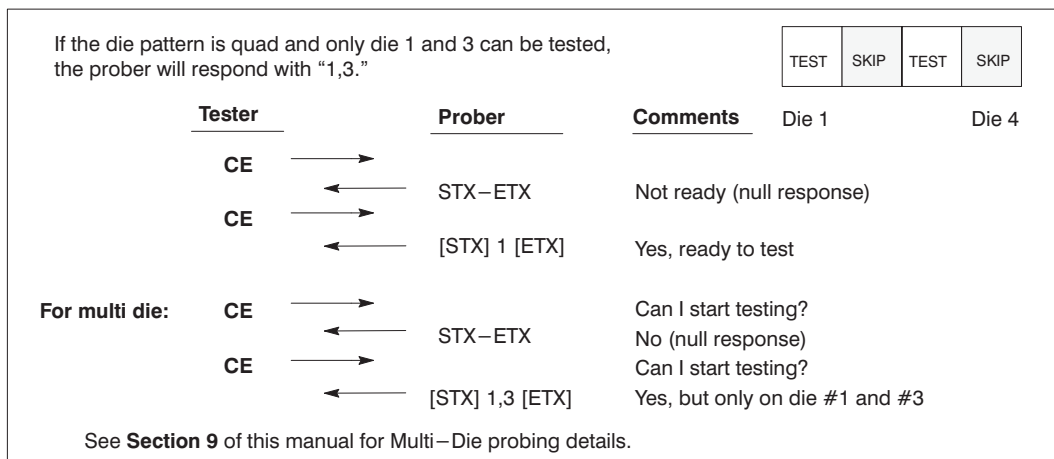 If the die pattern is quad and only die 1 and 3 can be tested,
the prober will respond with “1,3.”
TEST SKIP TEST SKIP
Die 1 Die 4
Tester Prober Comments
CE
STX−ETX Not ready (null response)
CE
[STX] 1 [ETX] Yes, ready to test
For multi die: CE Can I start testing?
STX−ETX No (null response)
CE Can I start testing?
[STX] 1,3 [ETX] Yes, but only on die #1 and #3
See Section 9 of this manual for Multi−Die probing details.